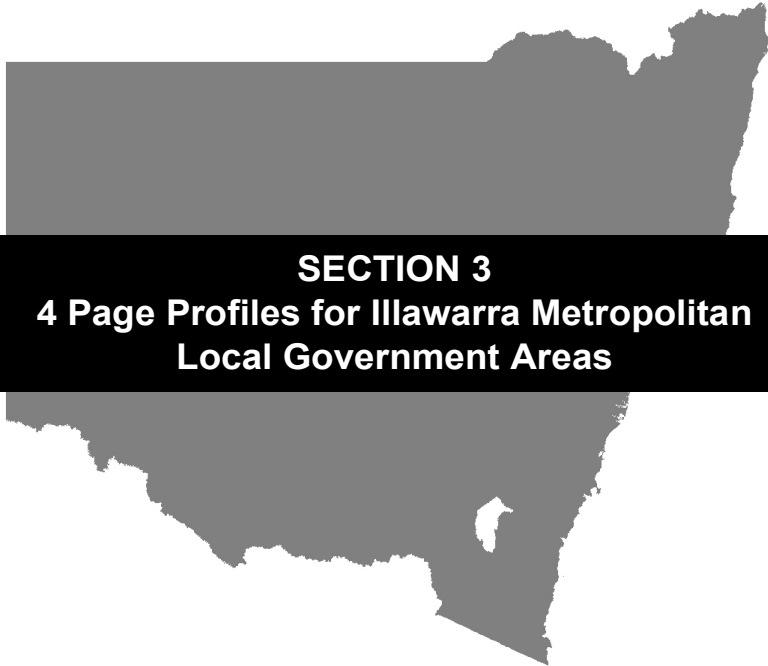 SECTION 3
4 Page Profiles for Illawarra Metropolitan
Local Government Areas